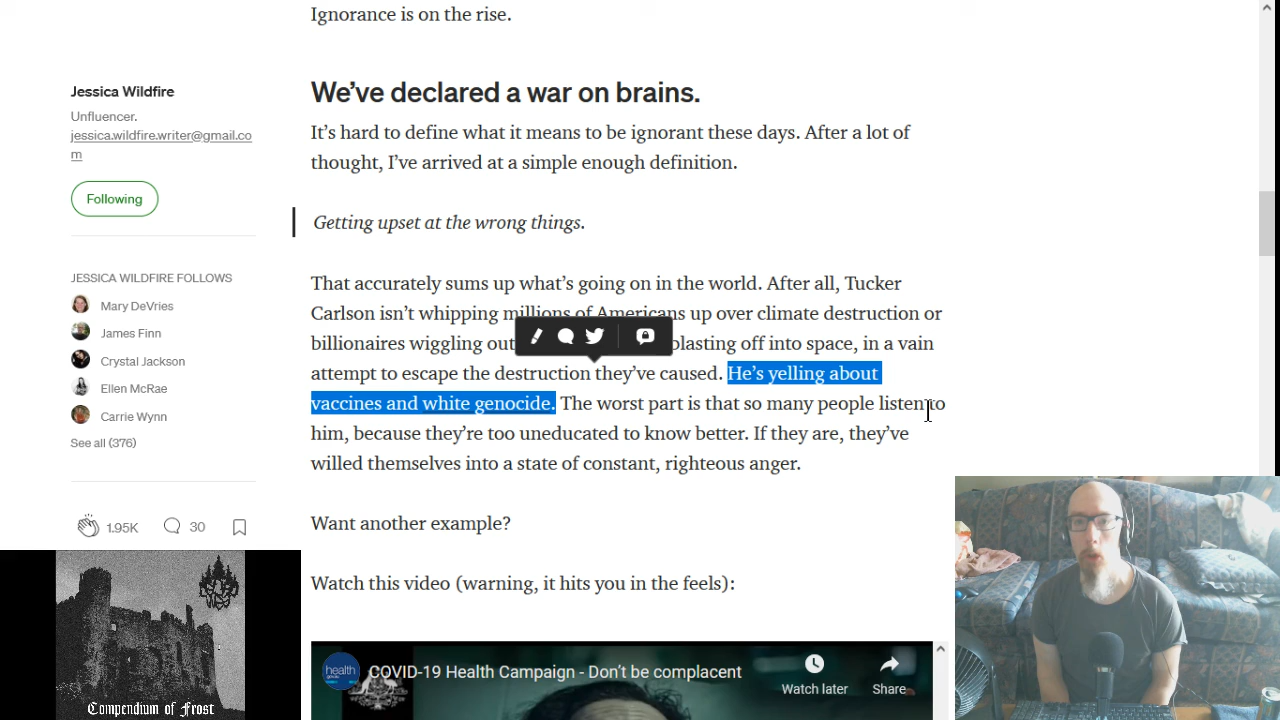 Ignorance is on the rise.
Jessica Wildfire
Unfluencer.
jessica.wildfire.writer@gmail.co
m
Following
JESSICA WILDFIRE FOLLOWS
Mary DeVries
James Finn
Crystal Jackson
Ellen McRae
Carrie Wynn
See all (376)
1.95K
30
We’ve declared a war on brains.
It’s hard to define what it means to be ignorant these days. After a lot of
thought, I’ve arrived at a simple enough definition.
Getting upset at the wrong things.
That accurately sums up what’s going on in the world. After all, Tucker
Carlson isn’t whipping millions of Americans up over climate destruction or
billionaires wiggling out blasting off into space, in a vain
attempt to escape the destruction they’ve caused. He’s yelling about
vaccines and white genocide. The worst part is that so many people listen to
him, because they’re too uneducated to know better. If they are, they’ve
willed themselves into a state of constant, righteous anger.
Want another example?
Watch this video (warning, it hits you in the feels):
health
COVID-19 Health Campaign - Don’t be complacent
Watch later
Share
Compendium of Frost